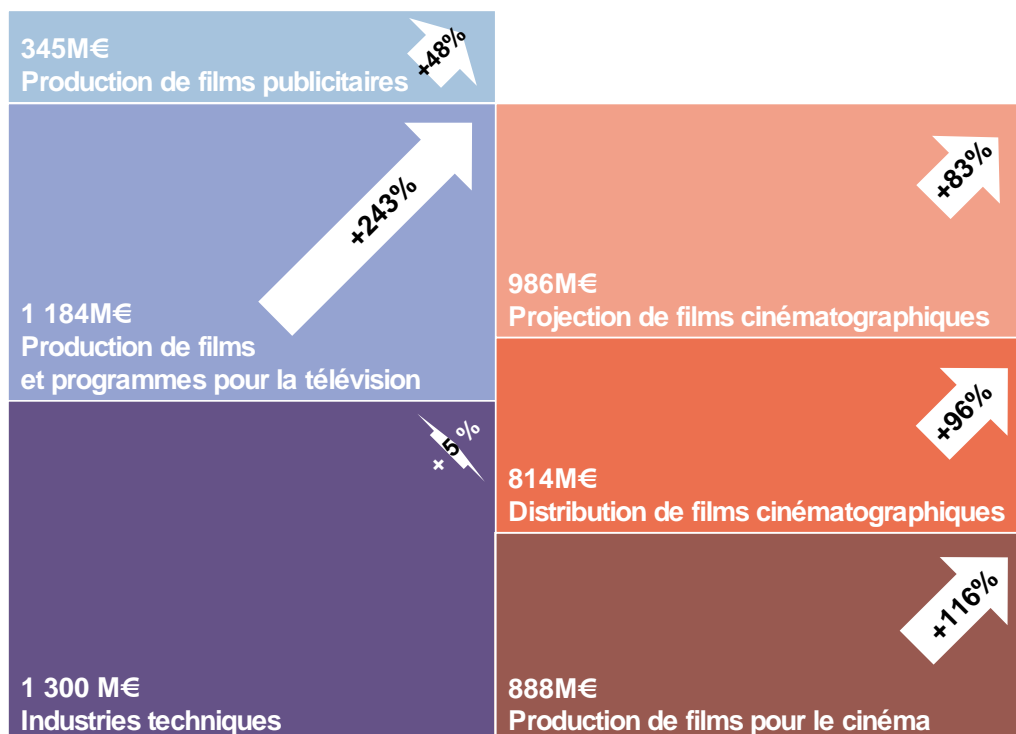 345M€
Production de films publicitaires
+48%
1 184M€
Production de films
et programmes pour la télévision
+243%
+ 5 %
1 300 M€
Industries techniques
+83%
986M€
Projection de films cinématographiques
+96%
814M€
Distribution de films cinématographiques
+116%
888M€
Production de films pour le cinéma